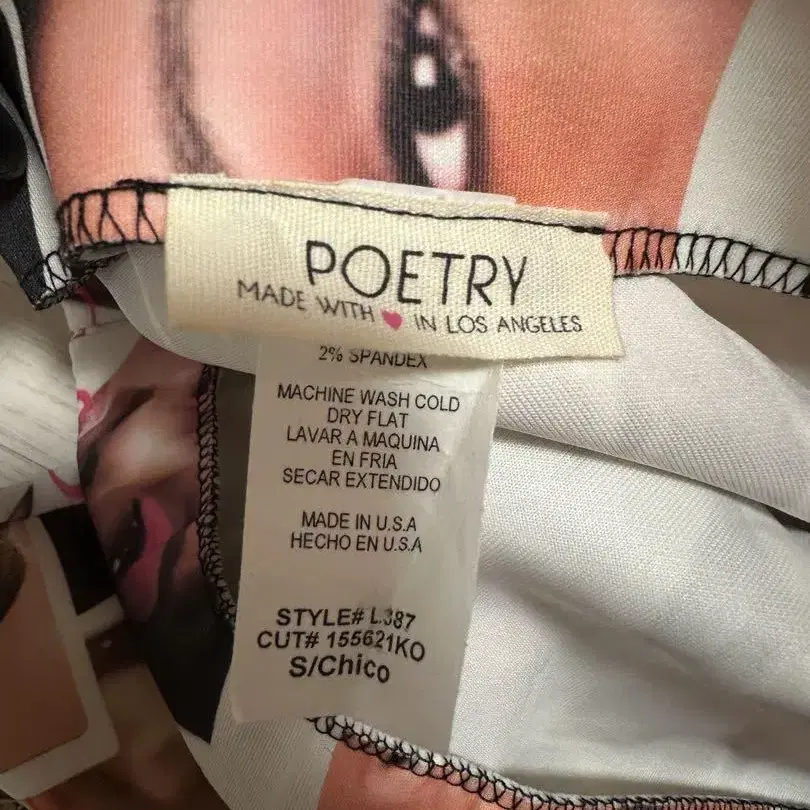 POETRY
MADE WITH ♥ IN LOS ANGELES
2% SPANDEX
MACHINE WASH COLD
DRY FLAT
LAVAR A MAQUINA
EN FRIA
SECAR EXTENDIDO
MADE IN U.S.A
HECHO EN U.S.A
STYLE# L387
CUT# 155621KO
S/Chico